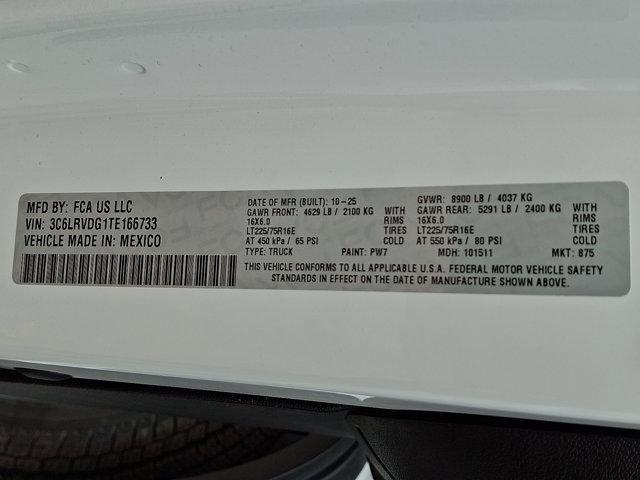 MFD BY: FCA US LLC
VIN: 3C6LRVDG1TE166733
VEHICLE MADE IN: MEXICO
DATE OF MFR (BUILT): 10-25
GAWR FRONT: 4629 LB / 2100 KG WITH
16X6.0 RIMS
LT225/75R16E TIRES
AT 450 kPa / 65 PSI COLD
TYPE: TRUCK PAINT: PW7
GVWR: 8900 LB / 4037 KG
GAWR REAR: 5291 LB / 2400 KG WITH
16X6.0 RIMS
LT225/75R16E TIRES
AT 550 kPa / 80 PSI COLD
MDH: 101511 MKT: 875
THIS VEHICLE CONFORMS TO ALL APPLICABLE U.S.A. FEDERAL MOTOR VEHICLE SAFETY
STANDARDS IN EFFECT ON THE DATE OF MANUFACTURE SHOWN ABOVE.